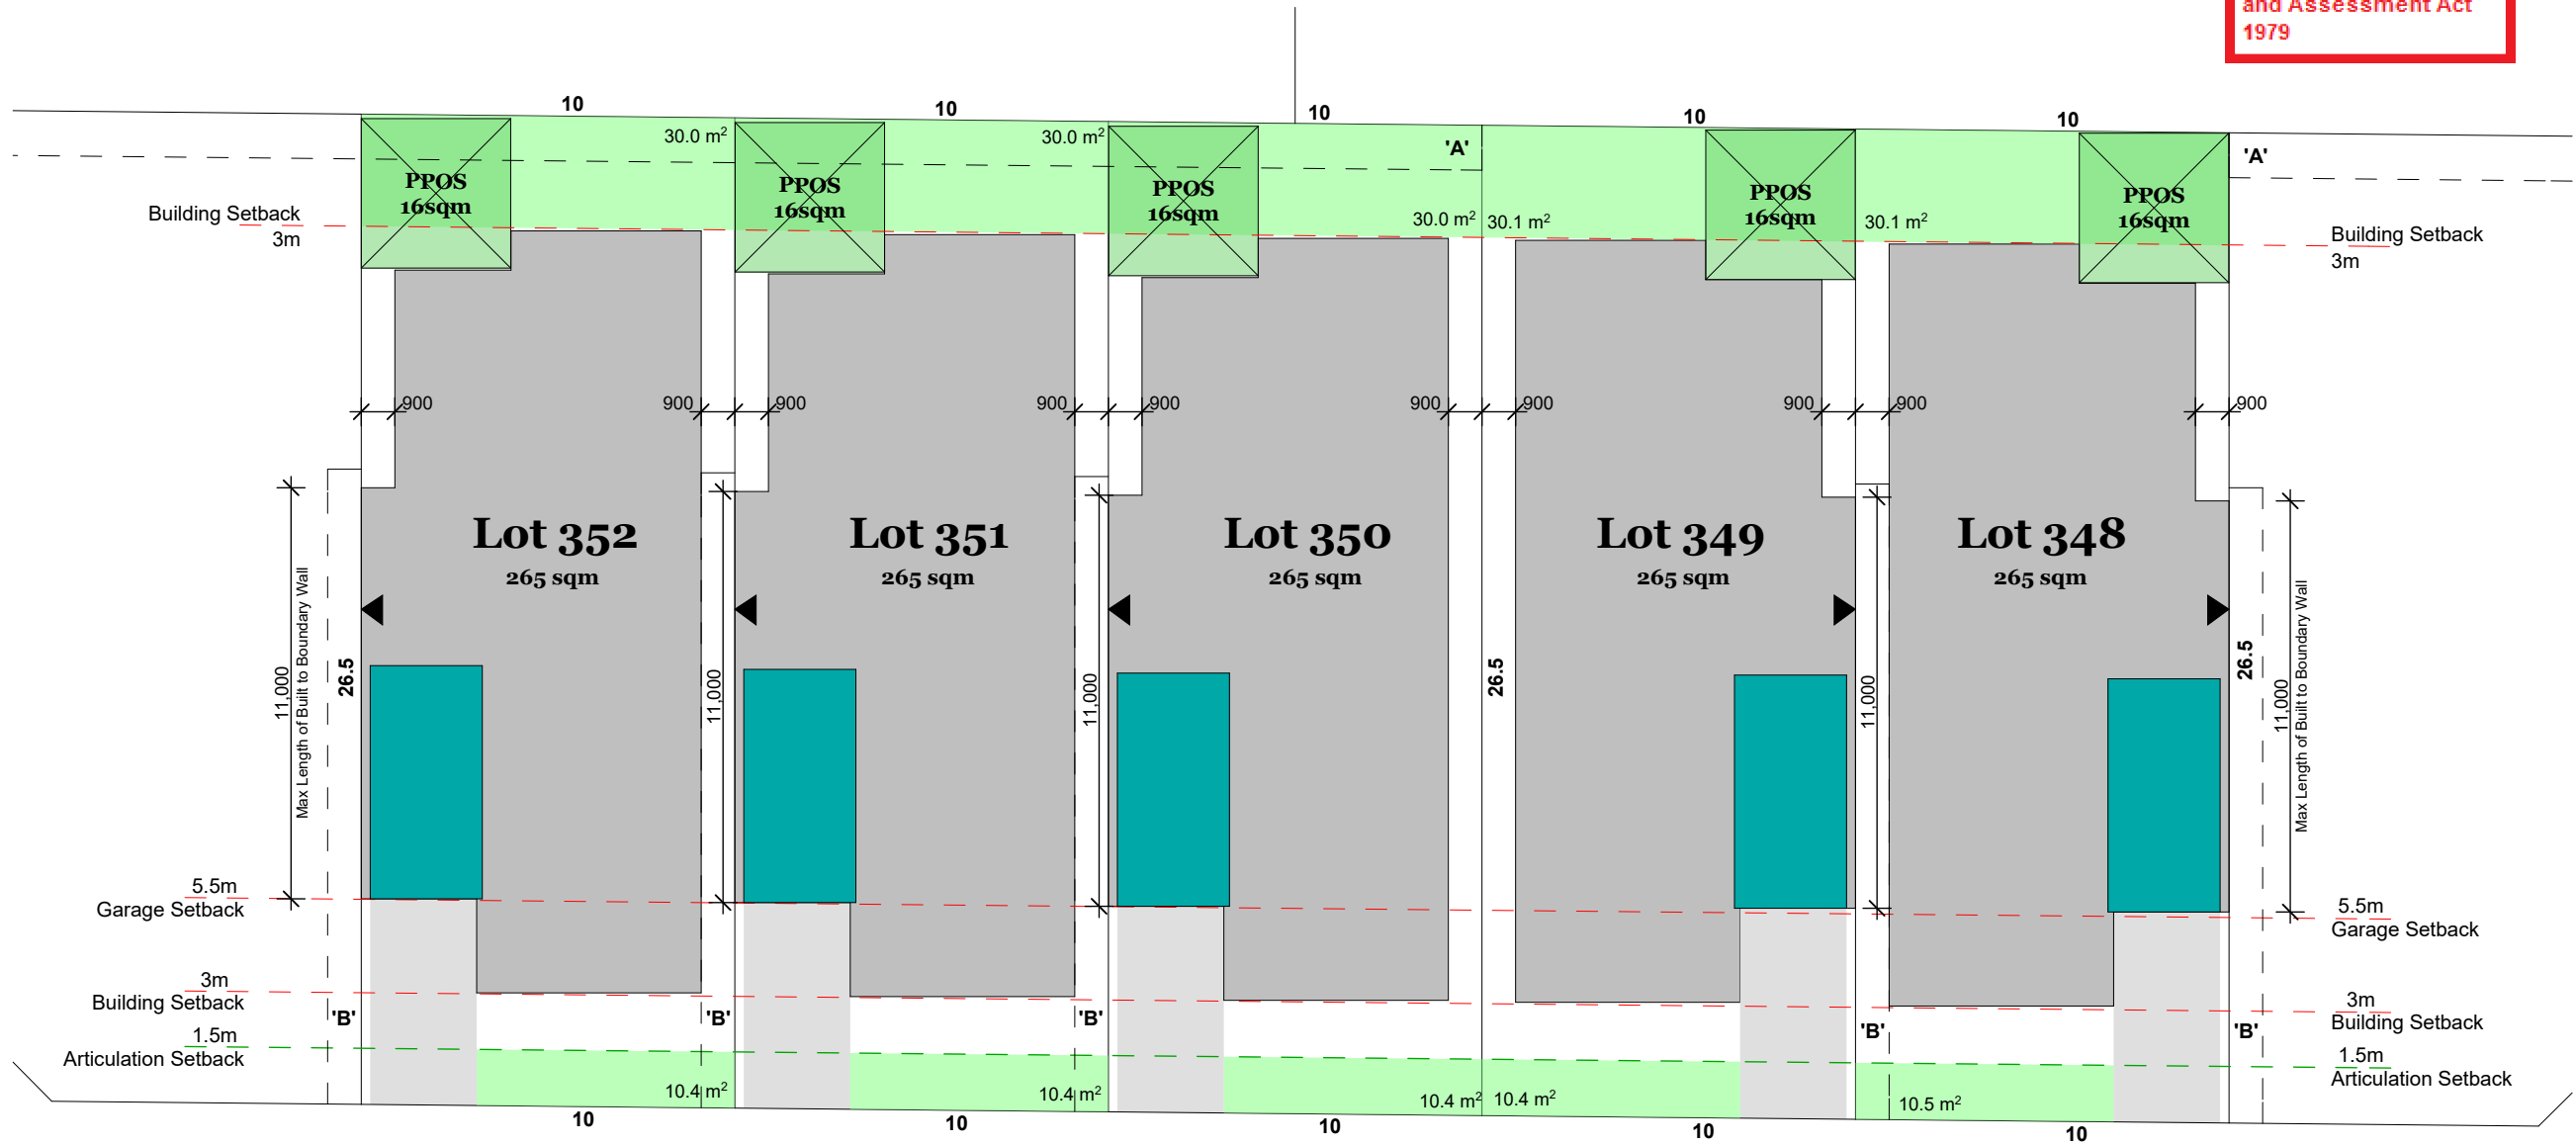 and Assessment Act
1979
10
10
10
10
10
30.0 m²
30.0 m²
'A'
'A'
PPOS
16sqm
PPOS
16sqm
PPOS
16sqm
PPOS
16sqm
PPOS
16sqm
Building Setback
3m
30.0 m²
30.1 m²
30.1 m²
Building Setback
3m
900
900
900
900
900
900
900
900
900
900
Lot 352
265 sqm
Lot 351
265 sqm
Lot 350
265 sqm
Lot 349
265 sqm
Lot 348
265 sqm
11,000
Max Length of Built to Boundary Wall
26.5
11,000
11,000
26.5
11,000
26.5
11,000
Max Length of Built to Boundary Wall
5.5m
Garage Setback
5.5m
Garage Setback
3m
Building Setback
3m
Building Setback
'B'
'B'
'B'
'B'
'B'
1.5m
Articulation Setback
1.5m
Articulation Setback
10.4 m²
10.4 m²
10.4 m²
10.4 m²
10.5 m²
10
10
10
10
10